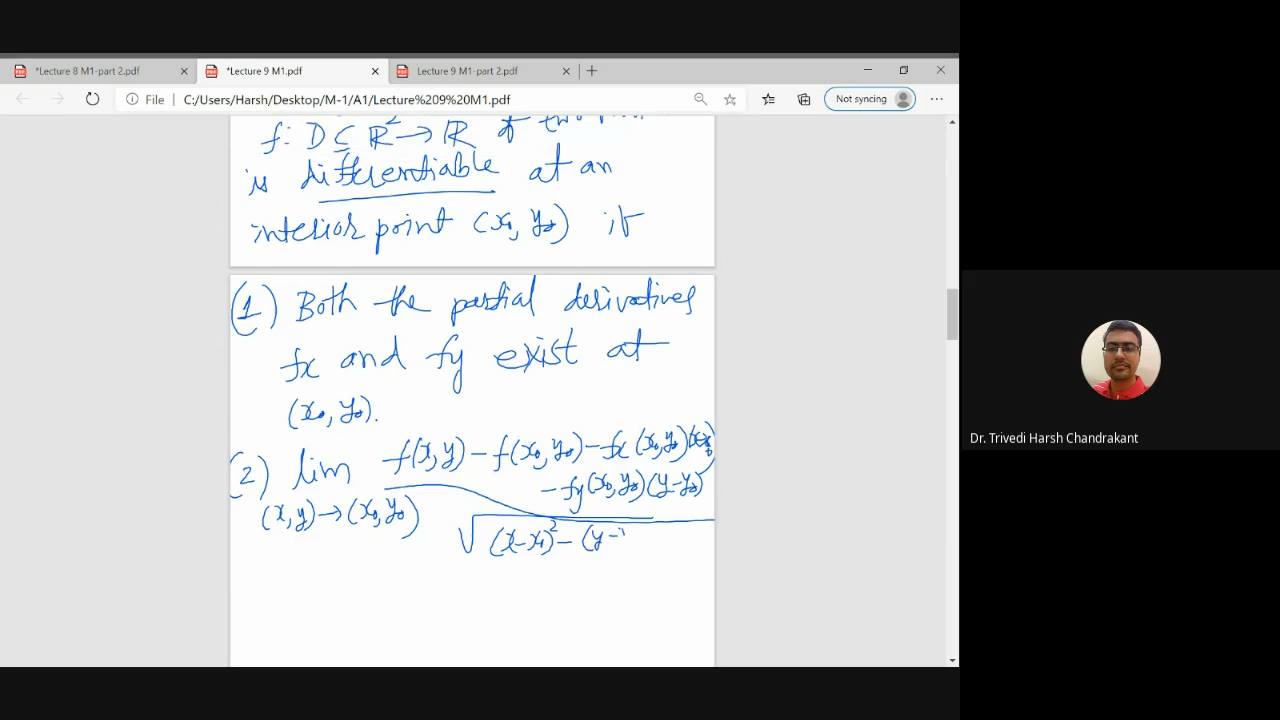 *Lecture 8 M1-part 2.pdf
*Lecture 9 M1.pdf
Lecture 9 M1-part 2.pdf
File
C:/Users/Harsh/Desktop/M-1/A1/Lecture%209%20M1.pdf
Not syncing
f: D ⊆ ℝ² → ℝ of two
is differentiable at an
interior point (x₀, y₀) if
(1) Both the partial derivatives
fx and fy exist at
(x₀, y₀).
(2) lim f(x,y) - f(x₀,y₀) - fx(x₀,y₀)(x-x₀)
- fy(x₀,y₀)(y-y₀)
(x,y)→(x₀,y₀) √(x-x₀)² - (y-
Dr. Trivedi Harsh Chandrakant